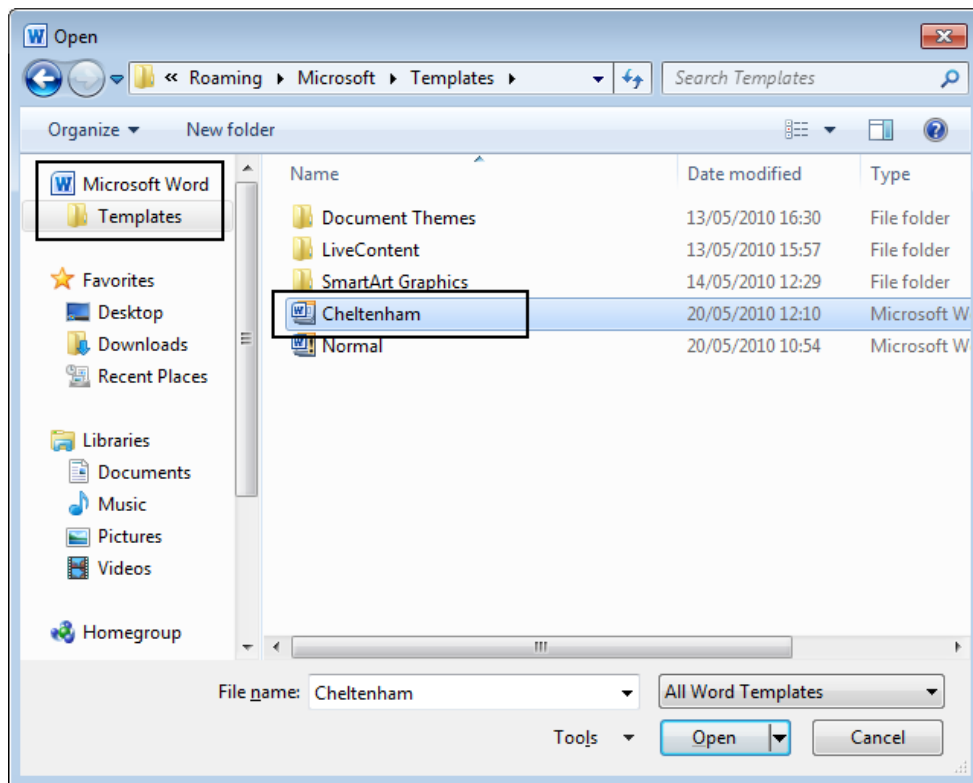 Open
« Roaming ▸ Microsoft ▸ Templates ▸
Search Templates
Organize
New folder
Microsoft Word
Templates
Favorites
Desktop
Downloads
Recent Places
Libraries
Documents
Music
Pictures
Videos
Homegroup
Name Date modified Type
Document Themes 13/05/2010 16:30 File folder
LiveContent 13/05/2010 15:57 File folder
SmartArt Graphics 14/05/2010 12:29 File folder
Cheltenham 20/05/2010 12:10 Microsoft W
Normal 20/05/2010 10:54 Microsoft W
File name: Cheltenham
All Word Templates
Tools
Open
Cancel